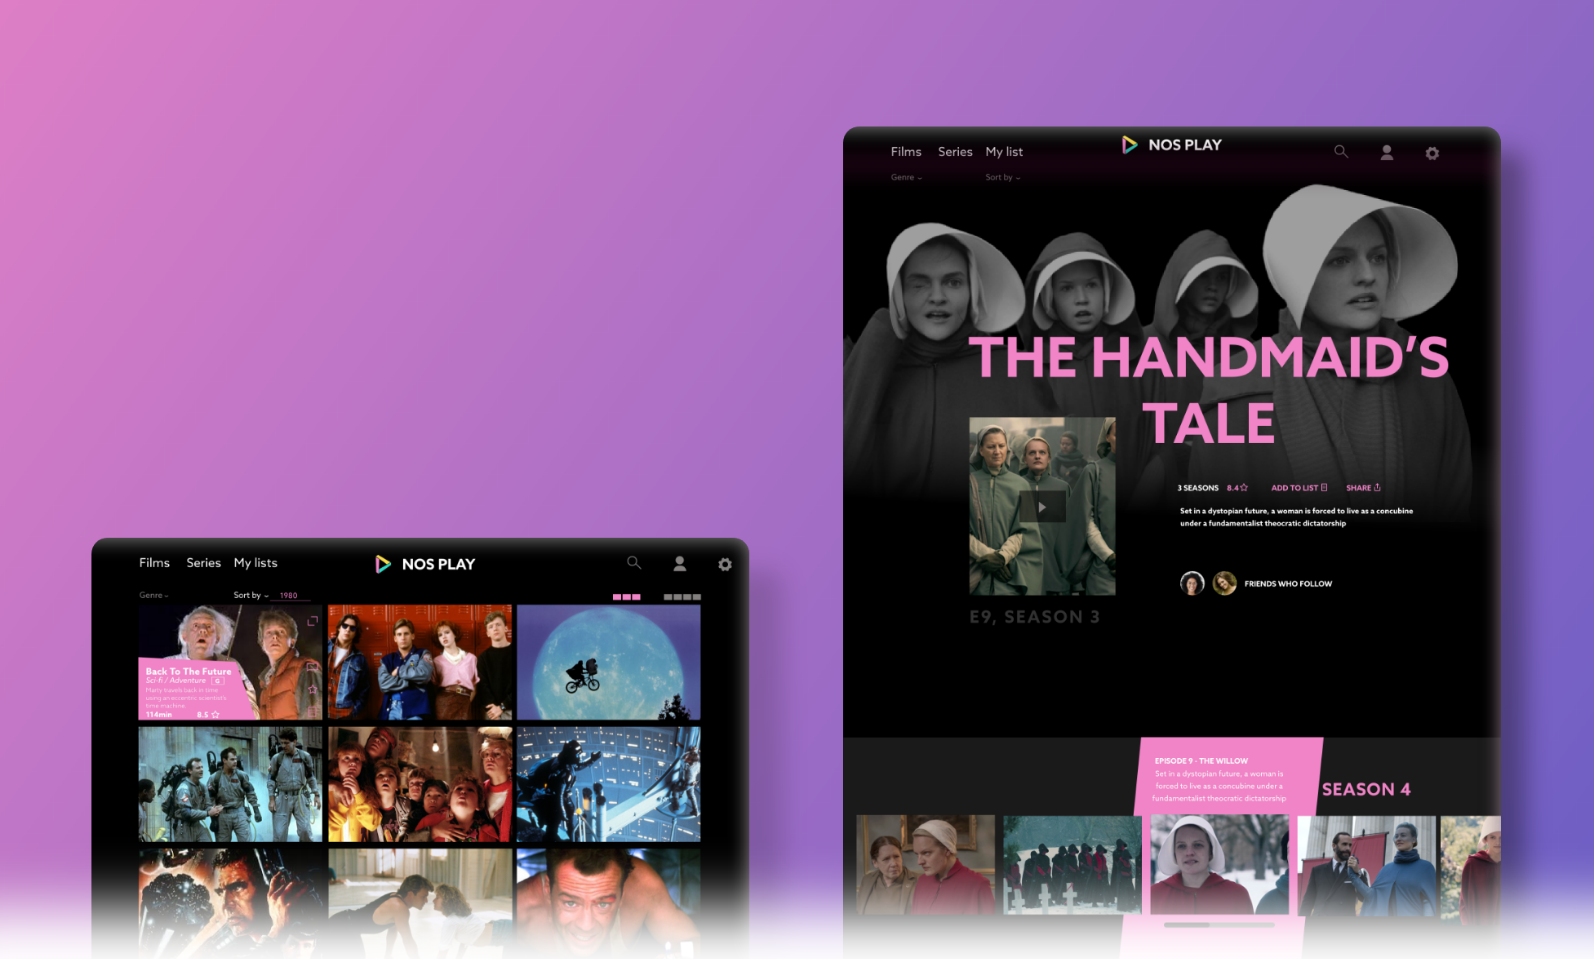 Films Series My lists NOS PLAY
Genre Sort by 1980
Back To The Future
Sci-fi / Adventure G
Marry travels back in time
using an eccentric scientist's
time machine.
114min 8.5
Films Series My list NOS PLAY
Genre Sort by
THE HANDMAID'S
TALE
3 SEASONS 8.4 ADD TO LIST SHARE
Set in a dystopian future, a woman is forced to live as a concubine
under a fundamentalist theocratic dictatorship
FRIENDS WHO FOLLOW
E9, SEASON 3
EPISODE 9 - THE WILLOW
Set in a dystopian future, a woman is
forced to live as a concubine under a
fundamentalist theocratic dictatorship
SEASON 4